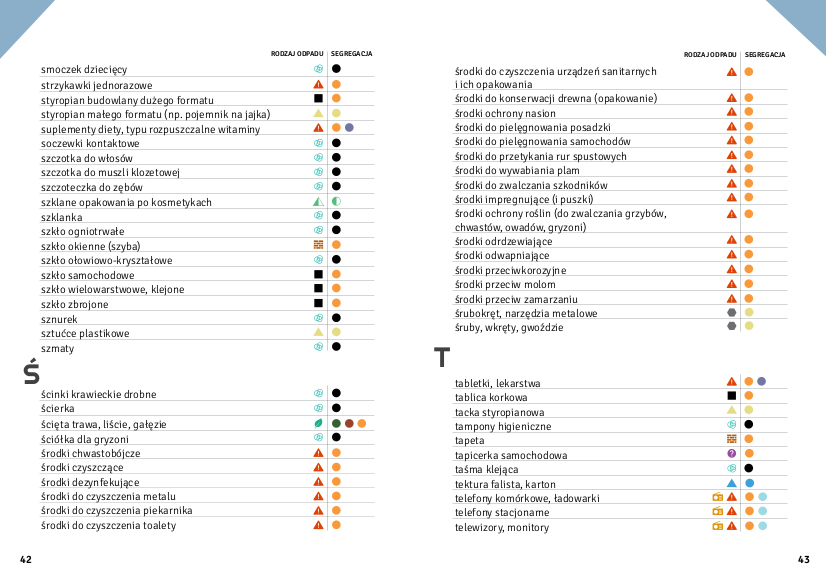 RODZAJ ODPADU SEGREGACJA
smoczek dziecięcy
strzykawki jednorazowe
styropian budowlany dużego formatu
styropian małego formatu (np. pojemnik na jajka)
suplementy diety, typu rozpuszczalne witaminy
soczewki kontaktowe
szczotka do włosów
szczotka do muszli klozetowej
szczoteczka do zębów
szklane opakowania po kosmetykach
szklanka
szkło ogniotrwałe
szkło okienne (szyba)
szkło ołowiowo-kryształowe
szkło samochodowe
szkło wielowarstwowe, klejone
szkło zbrojone
sznurek
sztućce plastikowe
szmaty
Ś
ścinki krawieckie drobne
ścierka
ścięta trawa, liście, gałęzie
ściółka dla gryzoni
środki chwastobójcze
środki czyszczące
środki dezynfekujące
środki do czyszczenia metalu
środki do czyszczenia piekarnika
środki do czyszczenia toalety
42
RODZAJ ODPADU SEGREGACJA
środki do czyszczenia urządzeń sanitarnych
i ich opakowania
środki do konserwacji drewna (opakowanie)
środki ochrony nasion
środki do pielęgnowania posadzki
środki do pielęgnowania samochodów
środki do przetykania rur spustowych
środki do wywabiania plam
środki do zwalczania szkodników
środki impregnujące (i puszki)
środki ochrony roślin (do zwalczania grzybów,
chwastów, owadów, gryzoni)
środki odrdzewiające
środki odwapniające
środki przeciwkorozyjne
środki przeciw molom
środki przeciw zamarzaniu
śrubokręt, narzędzia metalowe
śruby, wkręty, gwoździe
T
tabletki, lekarstwa
tablica korkowa
tacka styropianowa
tampony higieniczne
tapeta
tapicerka samochodowa
taśma klejąca
tektura falista, karton
telefony komórkowe, ładowarki
telefony stacjonarne
telewizory, monitory
43